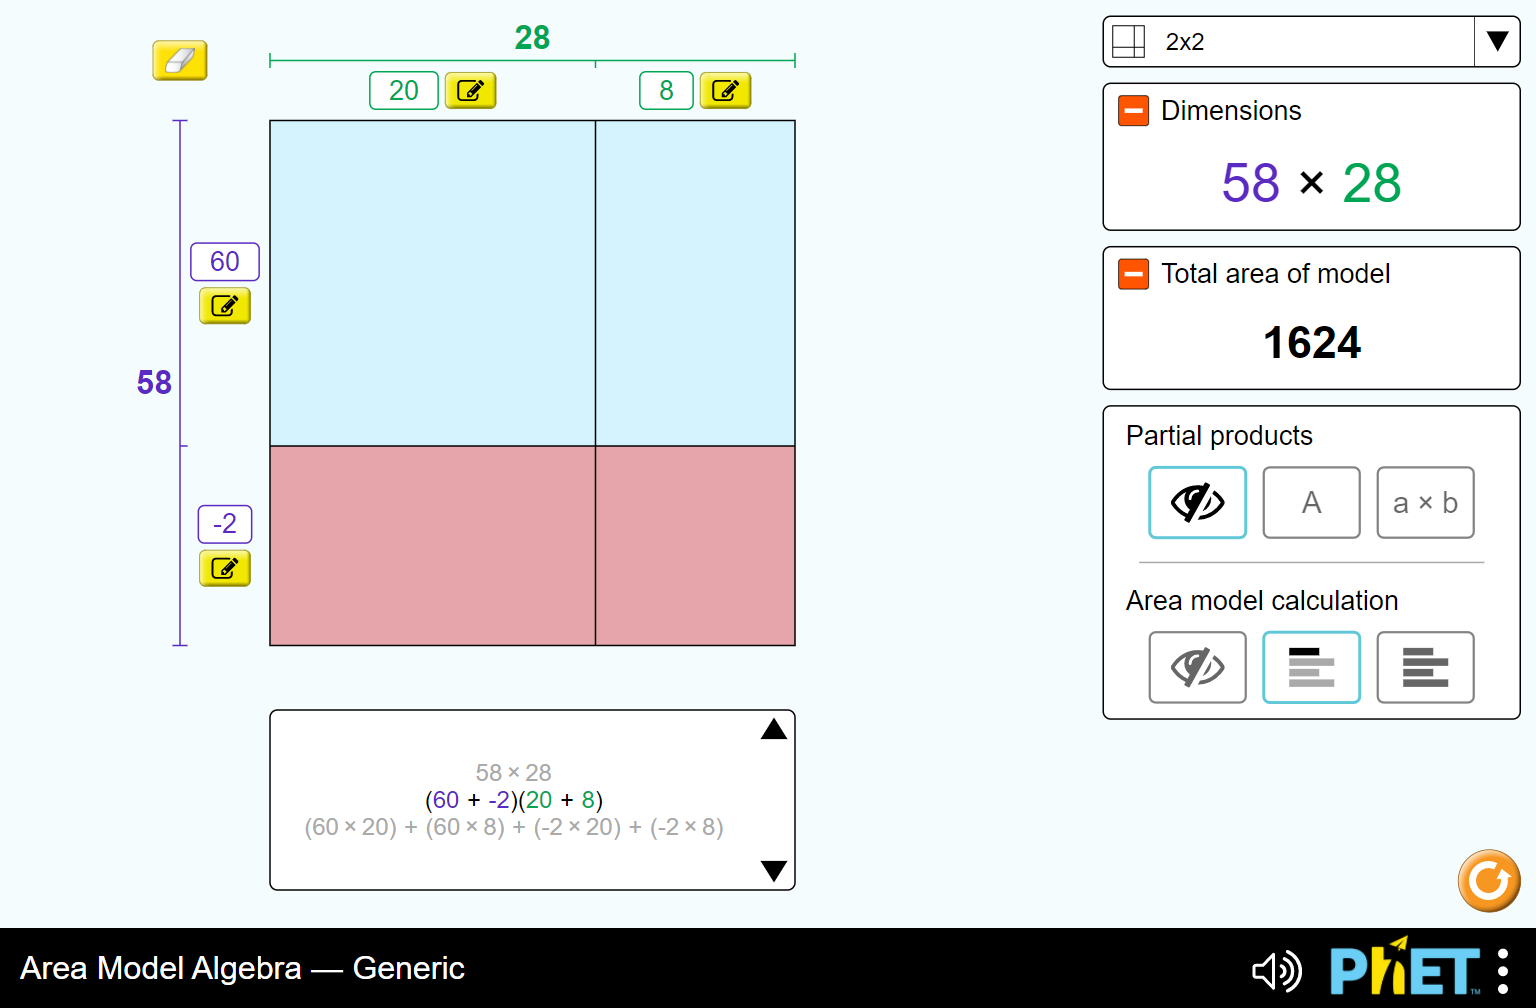 28
20
8
60
58
-2
58 × 28
(60 + -2)(20 + 8)
(60 × 20) + (60 × 8) + (-2 × 20) + (-2 × 8)
2x2
Dimensions
58 × 28
Total area of model
1624
Partial products
A
a × b
Area model calculation
Area Model Algebra — Generic
PhET™